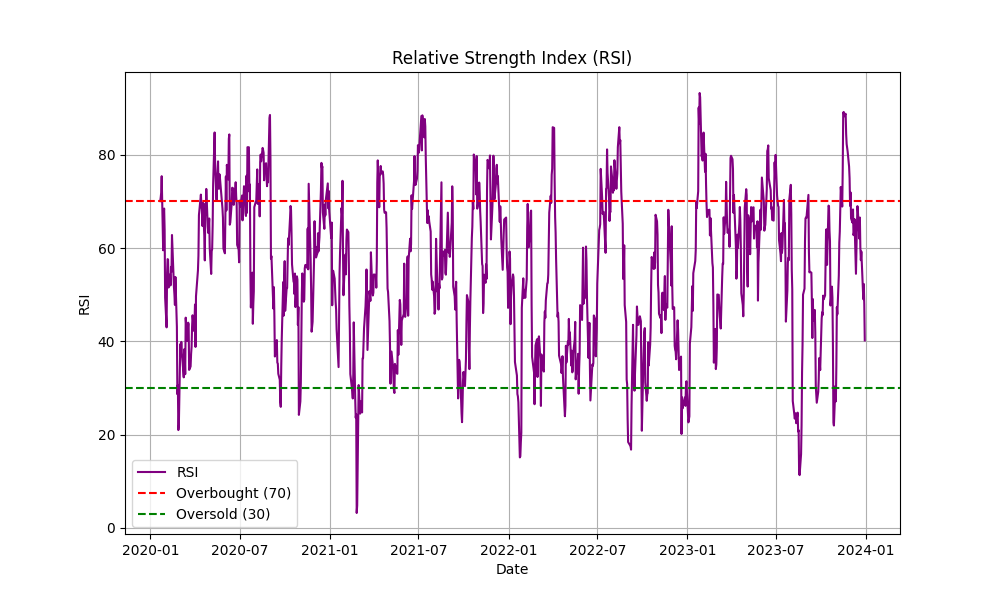 Relative Strength Index (RSI)
RSI
80
60
40
20
0
RSI
Overbought (70)
Oversold (30)
2020-01
2020-07
2021-01
2021-07
2022-01
2022-07
2023-01
2023-07
2024-01
Date